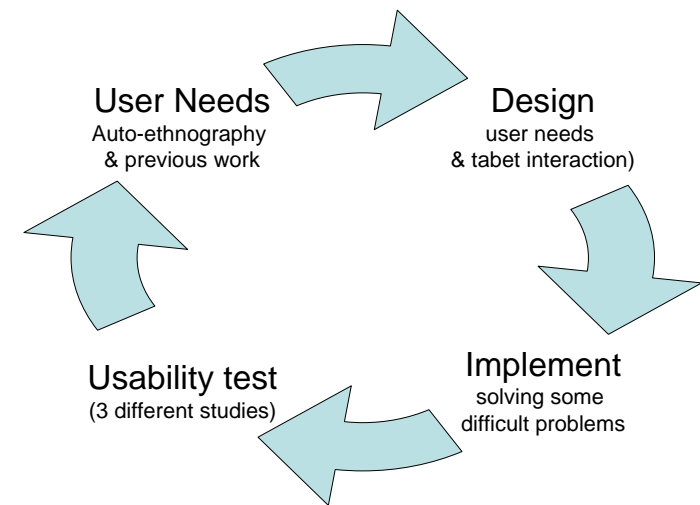 User Needs
Auto-ethnography
& previous work
Design
user needs
& tabet interaction)
Implement
solving some
difficult problems
Usability test
(3 different studies)